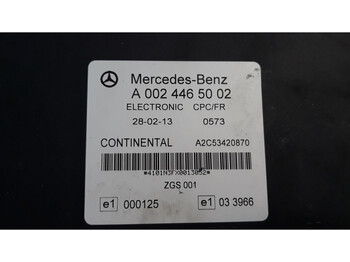 Mercedes-Benz
A 002 446 50 02
ELECTRONIC CPC/FR
28-02-13 0573
CONTINENTAL A2C53420870
*4101N3FX0013052*
ZGS 001
e1 000125 e1 03 3966